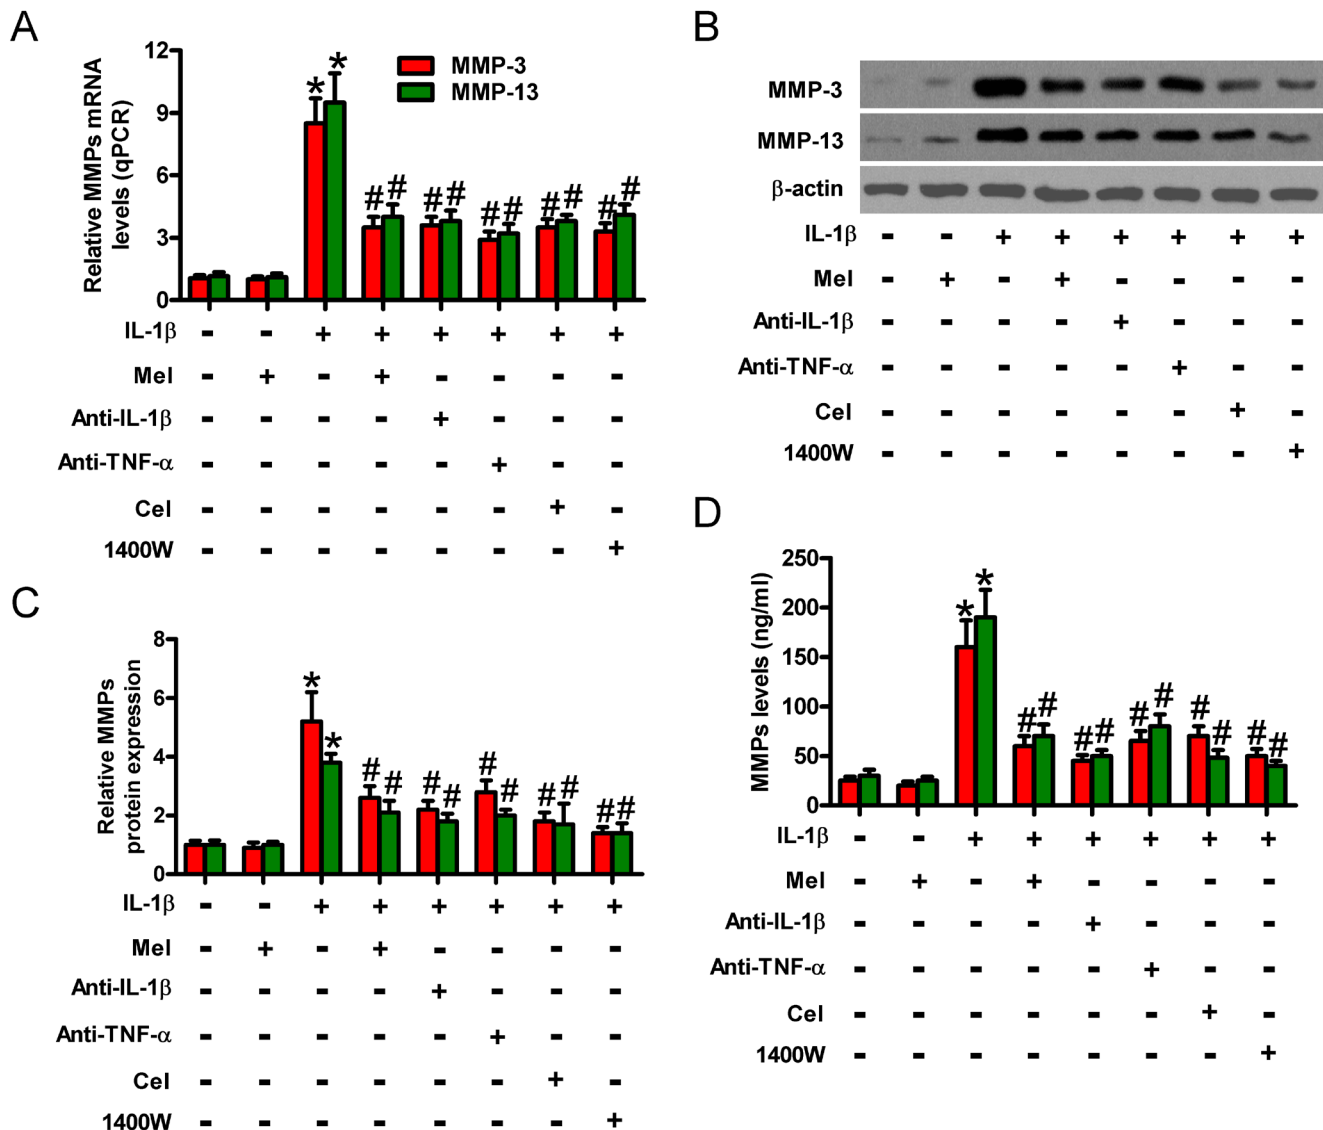 A
Relative MMPs mRNA
levels (qPCR)
12
9
6
3
0
MMP-3
MMP-13
* *
# # # # # # # # # #
IL-1β - - + + + + + +
Mel - + - + - - - -
Anti-IL-1β - - - - + - - -
Anti-TNF-α - - - - - + - -
Cel - - - - - - + -
1400W - - - - - - - +
B
MMP-3
MMP-13
β-actin
IL-1β - - + + + + + +
Mel - + - + - - - -
Anti-IL-1β - - - - + - - -
Anti-TNF-α - - - - - + - -
Cel - - - - - - + -
1400W - - - - - - - +
C
Relative MMPs
protein expression
8
6
4
2
0
* *
# # # # # # # # # #
IL-1β - - + + + + + +
Mel - + - + - - - -
Anti-IL-1β - - - - + - - -
Anti-TNF-α - - - - - + - -
Cel - - - - - - + -
1400W - - - - - - - +
D
MMPs levels (ng/ml)
250
200
150
100
50
0
* *
# # # # # # # # # #
IL-1β - - + + + + + +
Mel - + - + - - - -
Anti-IL-1β - - - - + - - -
Anti-TNF-α - - - - - + - -
Cel - - - - - - + -
1400W - - - - - - - +